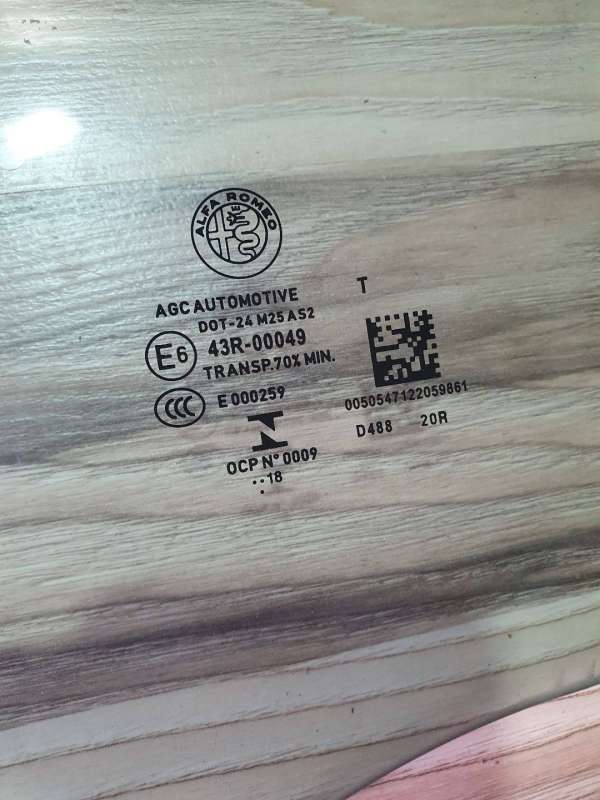 ALFA ROMEO
AGC AUTOMOTIVE
T
DOT-24 M25 AS2
E6
43R-00049
TRANSP.70% MIN.
CCC
E 000259
0050547122059861
D488 20R
N
OCP N° 0009
..18
.